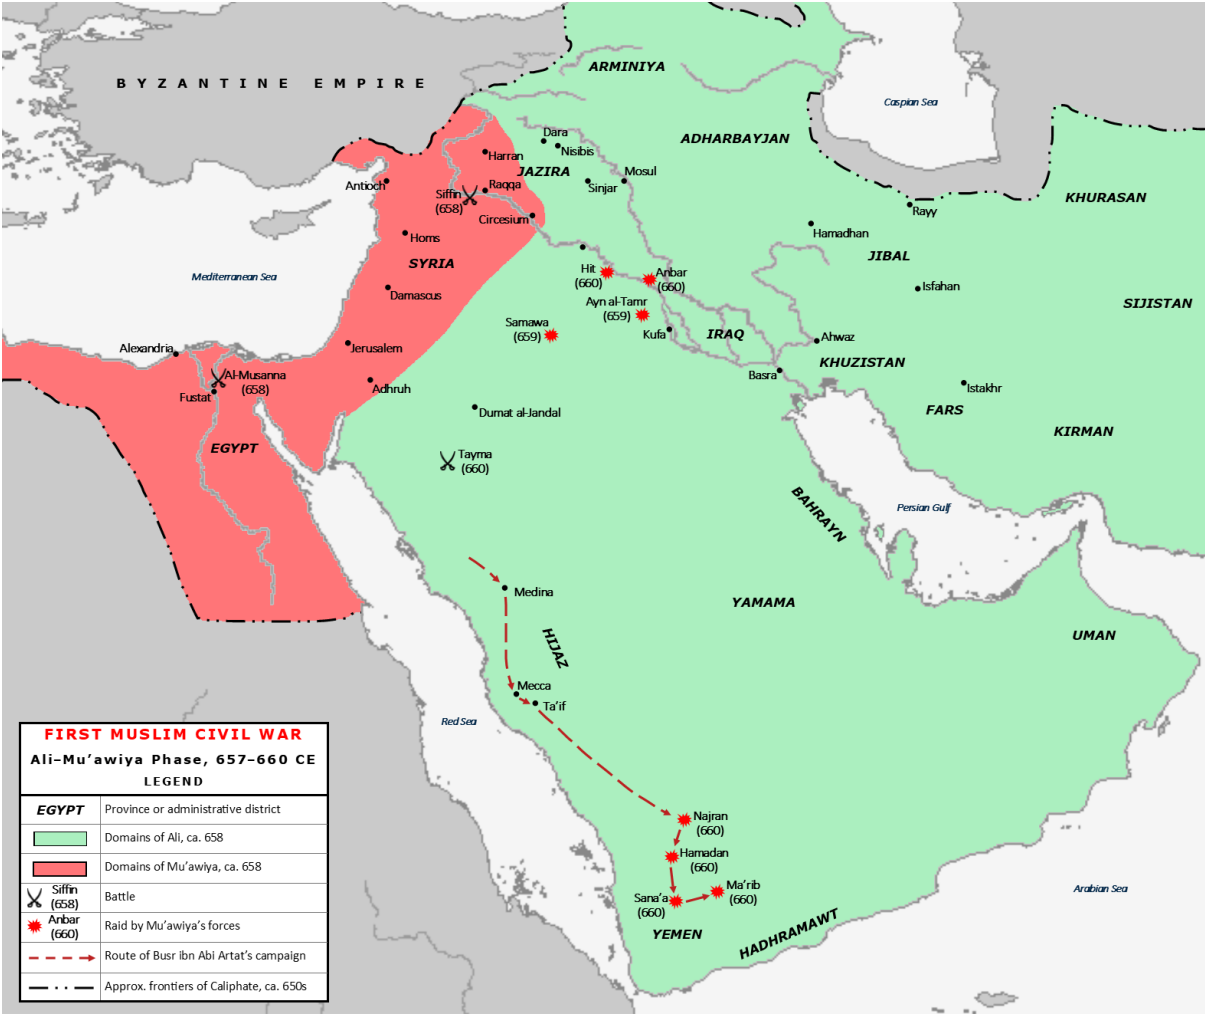 BYZANTINE EMPIRE
ARMINIYA
Caspian Sea
ADHARBAYJAN
Dara
Nisibis
Harran
JAZIRA
Mosul
Antioch
Raqqa
Sinjar
Siffin
(658)
KHURASAN
Circesium
Rayy
Homs
Hamadhan
SYRIA
JIBAL
Mediterranean Sea
Hit
(660)
Anbar
(660)
Damascus
Isfahan
Ayn al-Tamr
(659)
SIJISTAN
Samawa
(659)
Kufa
IRAQ
Ahwaz
Alexandria
Jerusalem
KHUZISTAN
Al-Musanna
(658)
Basra
Adhruh
Istakhr
Fustat
Dumat al-Jandal
FARS
KIRMAN
EGYPT
Tayma
(660)
BAHRAYN
Persian Gulf
Medina
YAMAMA
HIJAZ
UMAN
Mecca
Ta'if
Red Sea
Najran
(660)
Hamadan
(660)
Ma'rib
(660)
Sana'a
(660)
Arabian Sea
YEMEN
HADHRAMAWT
FIRST MUSLIM CIVIL WAR
Ali–Mu'awiya Phase, 657–660 CE
LEGEND
EGYPT Province or administrative district
Domains of Ali, ca. 658
Domains of Mu'awiya, ca. 658
Siffin
(658) Battle
Anbar
(660) Raid by Mu'awiya's forces
Route of Busr ibn Abi Artat's campaign
Approx. frontiers of Caliphate, ca. 650s